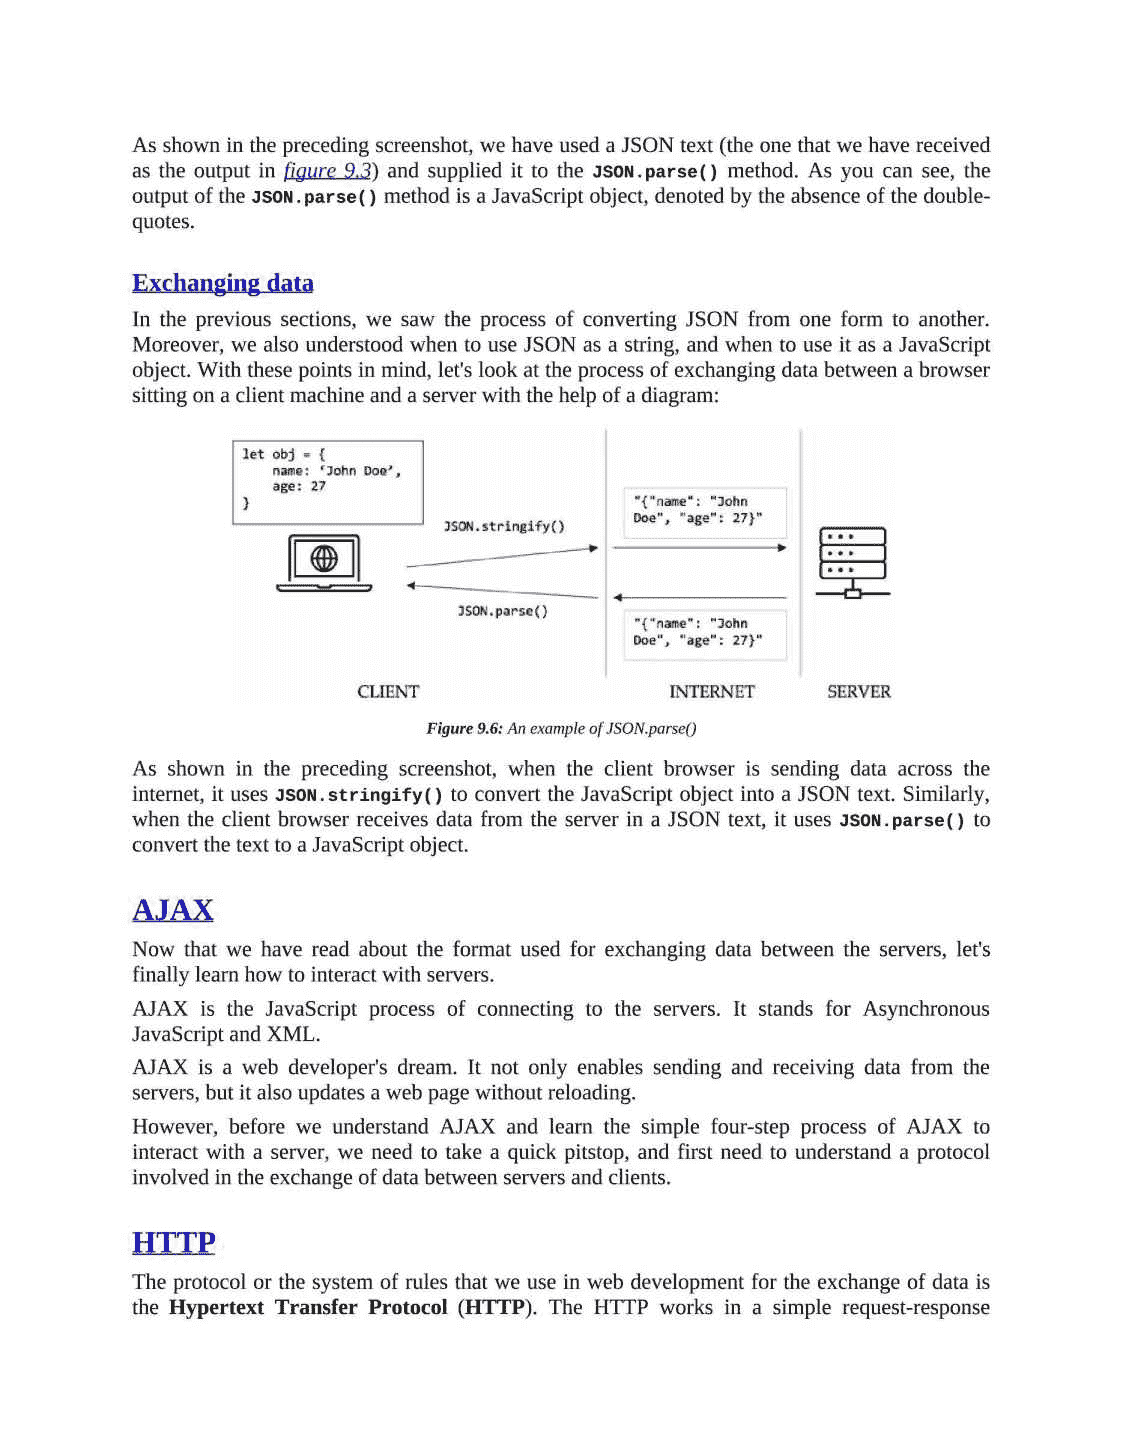 As shown in the preceding screenshot, we have used a JSON text (the one that we have received
as the output in figure 9.3) and supplied it to the JSON.parse() method. As you can see, the
output of the JSON.parse() method is a JavaScript object, denoted by the absence of the double-
quotes.
Exchanging data
In the previous sections, we saw the process of converting JSON from one form to another.
Moreover, we also understood when to use JSON as a string, and when to use it as a JavaScript
object. With these points in mind, let's look at the process of exchanging data between a browser
sitting on a client machine and a server with the help of a diagram:
let obj = {
name: ‘John Doe’,
age: 27
}
JSON.stringify()
"{"name": "John
Doe", "age": 27}"
JSON.parse()
"{"name": "John
Doe", "age": 27}"
CLIENT
INTERNET
SERVER
Figure 9.6: An example of JSON.parse()
As shown in the preceding screenshot, when the client browser is sending data across the
internet, it uses JSON.stringify() to convert the JavaScript object into a JSON text. Similarly,
when the client browser receives data from the server in a JSON text, it uses JSON.parse() to
convert the text to a JavaScript object.
AJAX
Now that we have read about the format used for exchanging data between the servers, let's
finally learn how to interact with servers.
AJAX is the JavaScript process of connecting to the servers. It stands for Asynchronous
JavaScript and XML.
AJAX is a web developer's dream. It not only enables sending and receiving data from the
servers, but it also updates a web page without reloading.
However, before we understand AJAX and learn the simple four-step process of AJAX to
interact with a server, we need to take a quick pitstop, and first need to understand a protocol
involved in the exchange of data between servers and clients.
HTTP
The protocol or the system of rules that we use in web development for the exchange of data is
the Hypertext Transfer Protocol (HTTP). The HTTP works in a simple request-response